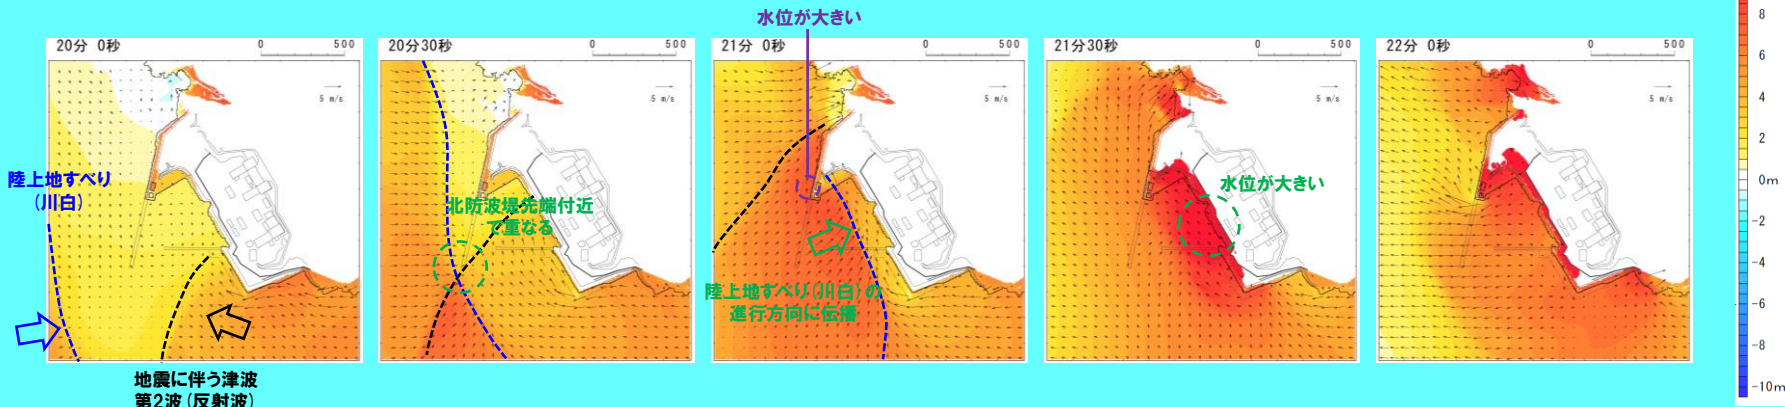 水位が大きい
20分 0秒
0 500
5 m/s
陸上地すべり
(川白)
地震に伴う津波
第2波(反射波)
20分30秒
0 500
5 m/s
北防波堤先端付近
で重なる
21分 0秒
0 500
5 m/s
陸上地すべり(川白)の
進行方向に伝播
21分30秒
0 500
5 m/s
水位が大きい
22分 0秒
0 500
5 m/s
8
6
4
2
0m
-2
-4
-6
-8
-10m